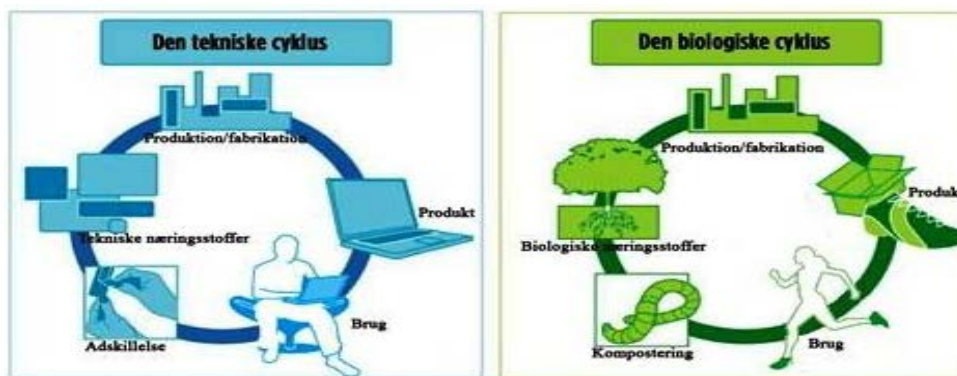 Den tekniske cyklus
Produktion/fabrikation
Produkt
Tekniske næringsstoffer
Brug
Adskillelse
Den biologiske cyklus
Produktion/fabrikation
Produk
Biologiske næringsstoffer
Kompostering
Brug